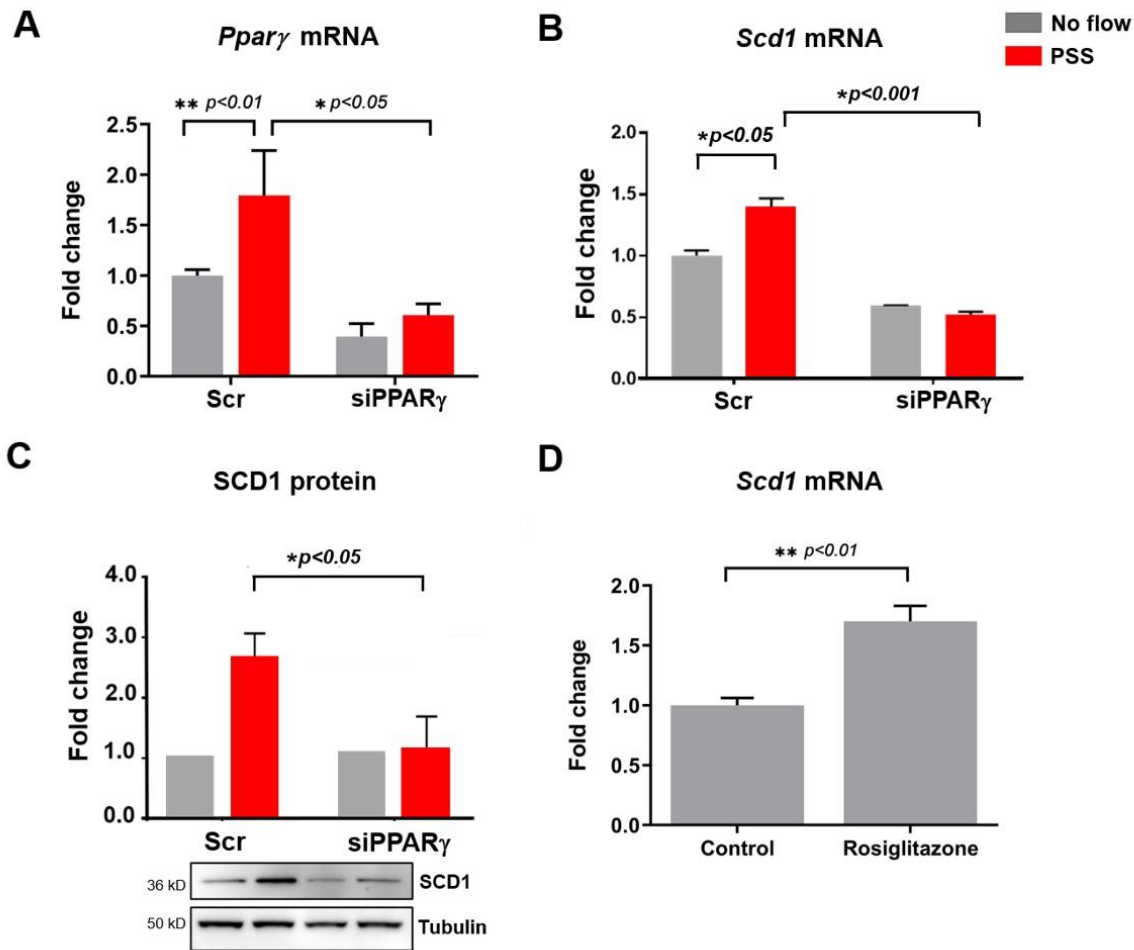 A
Pparγ mRNA
** p<0.01
* p<0.05
Fold change
2.5
2.0
1.5
1.0
0.5
0.0
Scr
siPPARγ
B
Scd1 mRNA
No flow
PSS
*p<0.001
*p<0.05
Fold change
2.0
1.5
1.0
0.5
0.0
Scr
siPPARγ
C
SCD1 protein
*p<0.05
Fold change
4.0
3.0
2.0
1.0
0.0
Scr
siPPARγ
36 kD
SCD1
50 kD
Tubulin
D
Scd1 mRNA
** p<0.01
Fold change
2.0
1.5
1.0
0.5
0.0
Control
Rosiglitazone